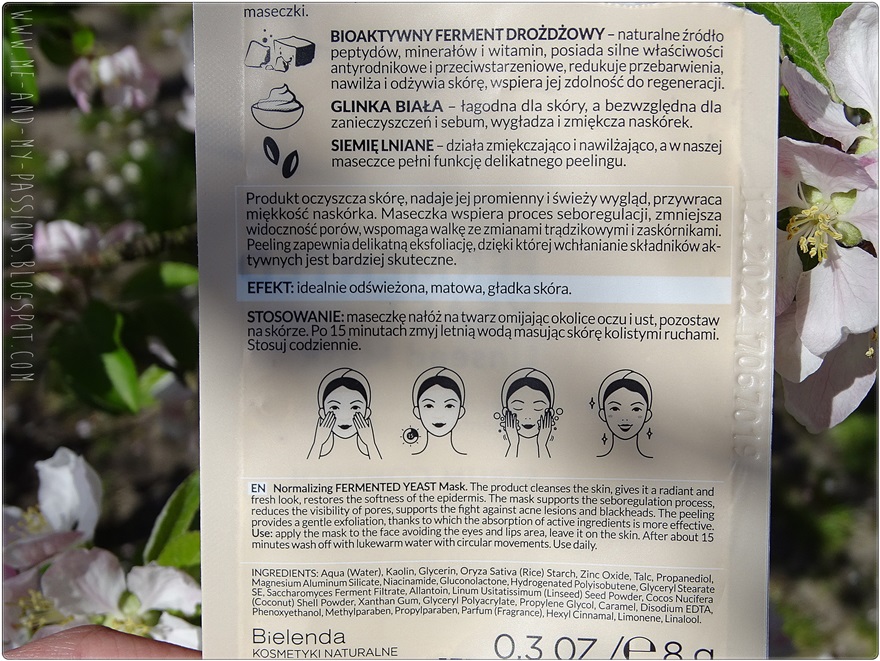 maseczki.
BIOAKTYWNY FERMENT DROŻDŻOWY – naturalne źródło
peptydów, minerałów i witamin, posiada silne właściwości
antyrodnikowe i przeciwstarzeniowe, redukuje przebarwienia,
nawilża i odżywia skórę, wspiera jej zdolność do regeneracji.
GLINKA BIAŁA – łagodna dla skóry, a bezwzględna dla
zanieczyszczeń i sebum, wygładza i zmiękcza naskórek.
SIEMIĘ LNIANE – działa zmiękczająco i nawilżająco, a w naszej
maseczce pełni funkcję delikatnego peelingu.
Produkt oczyszcza skórę, nadaje jej promienny i świeży wygląd, przywraca
miękkość naskórka. Maseczka wspiera proces seboregulacji, zmniejsza
widoczność porów, wspomaga walkę ze zmianami trądzikowymi i zaskórnikami.
Peeling zapewnia delikatną eksfoliację, dzięki której wchłanianie składników ak-
tywnych jest bardziej skuteczne.
EFEKT: idealnie odświeżona, matowa, gładka skóra.
STOSOWANIE: maseczkę nałóż na twarz omijając okolice oczu i ust, pozostaw
na skórze. Po 15 minutach zmyj letnią wodą masując skórę kolistymi ruchami.
Stosuj codziennie.
EN Normalizing FERMENTED YEAST Mask. The product cleanses the skin, gives it a radiant and
fresh look, restores the softness of the epidermis. The mask supports the seboregulation process,
reduces the visibility of pores, supports the fight against acne lesions and blackheads. The peeling
provides a gentle exfoliation, thanks to which the absorption of active ingredients is more effective.
Use: apply the mask to the face avoiding the eyes and lips area, leave it on the skin. After about 15
minutes wash off with lukewarm water with circular movements. Use daily.
INGREDIENTS: Aqua (Water), Kaolin, Glycerin, Oryza Sativa (Rice) Starch, Zinc Oxide, Talc, Propanediol,
Magnesium Aluminum Silicate, Niacinamide, Gluconolactone, Hydrogenated Polyisobutene, Glyceryl Stearate
SE, Saccharomyces Ferment Filtrate, Allantoin, Linum Usitatissimum (Linseed) Seed Powder, Cocos Nucifera
(Coconut) Shell Powder, Xanthan Gum, Glyceryl Polyacrylate, Propylene Glycol, Caramel, Disodium EDTA,
Phenoxyethanol, Methylparaben, Propylparaben, Parfum (Fragrance), Hexyl Cinnamal, Limonene, Linalool.
Bielenda
KOSMETYKI NATURALNE
0.3 OZ /℮ 8 g
WWW.ME-AND-MY-PASSIONS.BLOGSPOT.COM